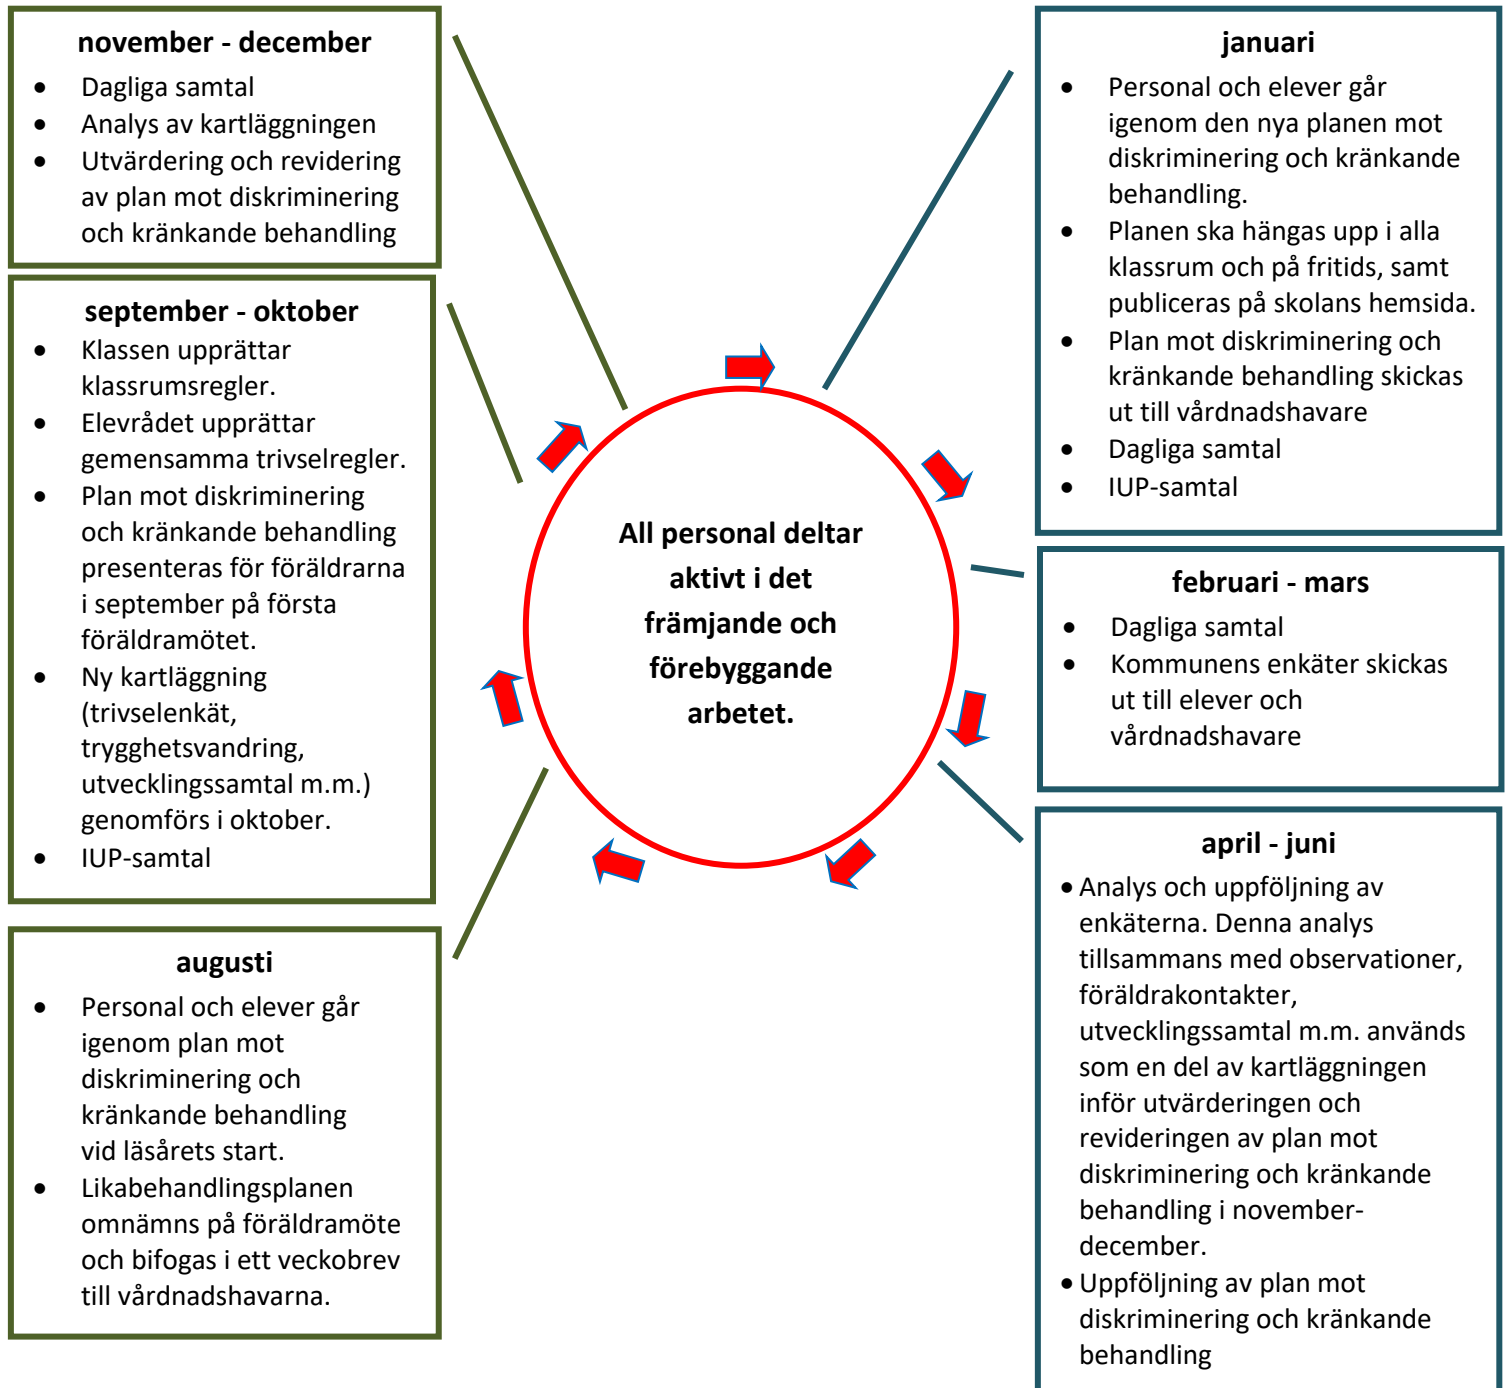 november - december
• Dagliga samtal
• Analys av kartläggningen
• Utvärdering och revidering
av plan mot diskriminering
och kränkande behandling
september - oktober
• Klassen upprättar
klassrumsregler.
• Elevrådet upprättar
gemensamma trivselregler.
• Plan mot diskriminering
och kränkande behandling
presenteras för föräldrarna
i september på första
föräldramötet.
• Ny kartläggning
(trivselenkät,
trygghetsvandring,
utvecklingssamtal m.m.)
genomförs i oktober.
• IUP-samtal
augusti
• Personal och elever går
igenom plan mot
diskriminering och
kränkande behandling
vid läsårets start.
• Likabehandlingsplanen
omnämns på föräldramöte
och bifogas i ett veckobrev
till vårdnadshavarna.
All personal deltar
aktivt i det
främjande och
förebyggande
arbetet.
januari
• Personal och elever går
igenom den nya planen mot
diskriminering och kränkande
behandling.
• Planen ska hängas upp i alla
klassrum och på fritids, samt
publiceras på skolans hemsida.
• Plan mot diskriminering och
kränkande behandling skickas
ut till vårdnadshavare
• Dagliga samtal
• IUP-samtal
februari - mars
• Dagliga samtal
• Kommunens enkäter skickas
ut till elever och
vårdnadshavare
april - juni
• Analys och uppföljning av
enkäterna. Denna analys
tillsammans med observationer,
föräldrakontakter,
utvecklingssamtal m.m. används
som en del av kartläggningen
inför utvärderingen och
revideringen av plan mot
diskriminering och kränkande
behandling i november-
december.
• Uppföljning av plan mot
diskriminering och kränkande
behandling